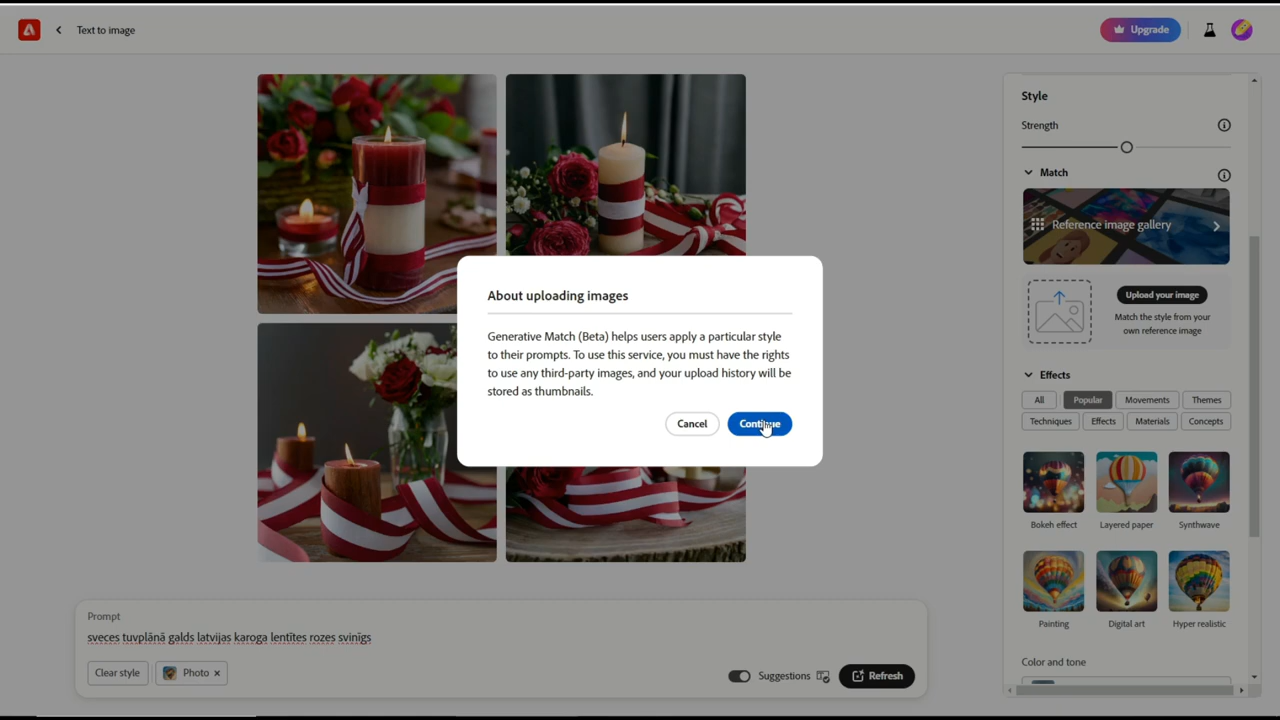 Text to image
Upgrade
Style
Strength
Match
Reference image gallery
Upload your image
Match the style from your
own reference image
Effects
All
Popular
Movements
Themes
Techniques
Effects
Materials
Concepts
Bokeh effect
Layered paper
Synthwave
Painting
Digital art
Hyper realistic
Color and tone
About uploading images
Generative Match (Beta) helps users apply a particular style
to their prompts. To use this service, you must have the rights
to use any third-party images, and your upload history will be
stored as thumbnails.
Cancel
Continue
Prompt
sveces tuvplānā galds latvijas karoga lentītes rozes svinīgs
Clear style
Photo
Suggestions
Refresh